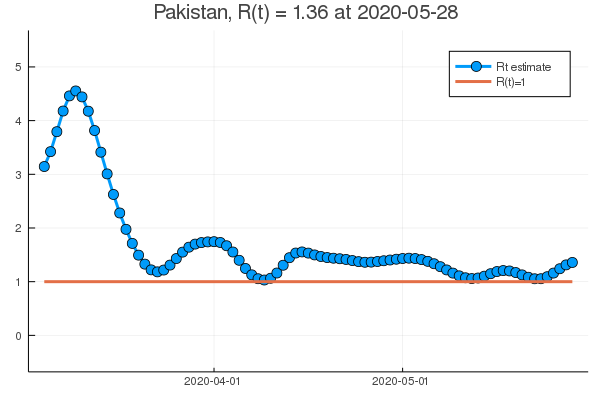 Pakistan, R(t) = 1.36 at 2020-05-28
Rt estimate
R(t)=1
5
4
3
2
1
0
2020-04-01
2020-05-01